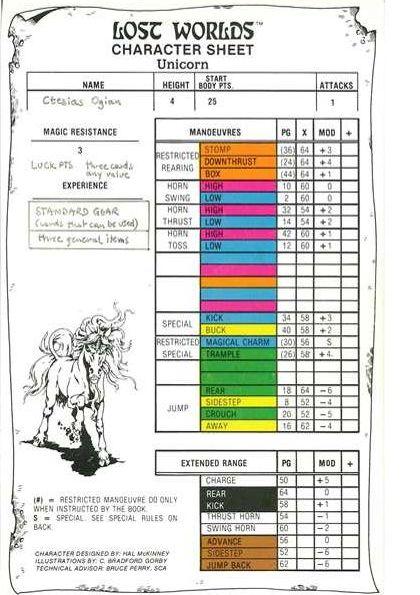 LOST WORLDS™
CHARACTER SHEET
Unicorn
NAME HEIGHT START BODY PTS. ATTACKS
Ctesias Ogian 4 25 1
MAGIC RESISTANCE
3
LUCK PTS three cards
any value
EXPERIENCE
STANDARD GEAR
(cards that can be used)
three general items
MANOEUVRES PG X MOD +
RESTRICTED REARING
STOMP (36) 64 +3
DOWNTHRUST (24) 64 +4
BOX (44) 64 +1
HORN SWING
HIGH 10 60 0
LOW 2 60 0
HORN THRUST
HIGH 32 54 +2
LOW 14 54 +2
HORN TOSS
HIGH 42 60 +1
LOW 12 60 +1
SPECIAL
KICK 34 58 +3
BUCK 40 58 +2
RESTRICTED SPECIAL
MAGICAL CHARM (30) 56 S
TRAMPLE (26) 58 +4
JUMP
REAR 18 64 −6
SIDESTEP 8 52 −4
CROUCH 20 52 −5
AWAY 16 62 −4
EXTENDED RANGE PG MOD +
CHARGE 50 +5
REAR 64 0
KICK 58 +1
THRUST HORN 54 −1
SWING HORN 60 −2
ADVANCE 56 0
SIDESTEP 52 −6
JUMP BACK 62 −6
(#) = RESTRICTED MANOEUVRE DO ONLY
WHEN INSTRUCTED BY THE BOOK.
S = SPECIAL. SEE SPECIAL RULES ON
BACK.
CHARACTER DESIGNED BY: HAL McKINNEY
ILLUSTRATIONS BY: C. BRADFORD GORBY
TECHNICAL ADVISOR: BRUCE PERRY, SCA